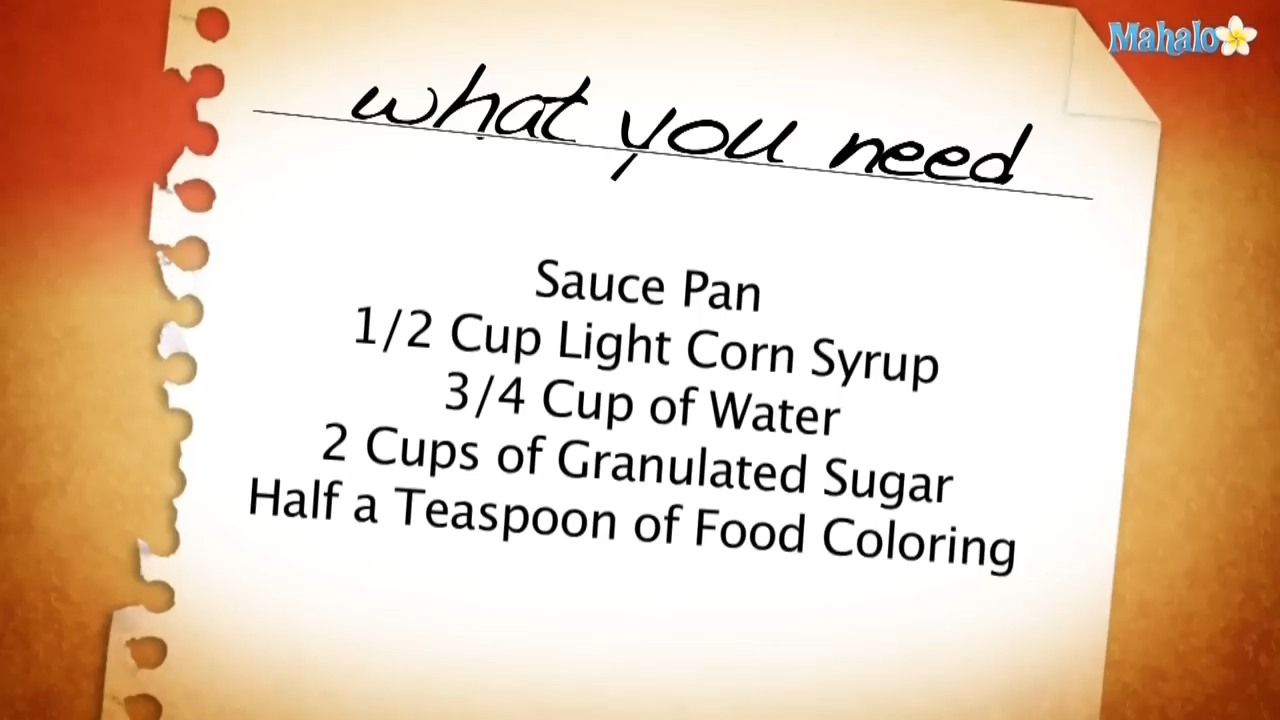 Mahalo
what you need
Sauce Pan
1/2 Cup Light Corn Syrup
3/4 Cup of Water
2 Cups of Granulated Sugar
Half a Teaspoon of Food Coloring